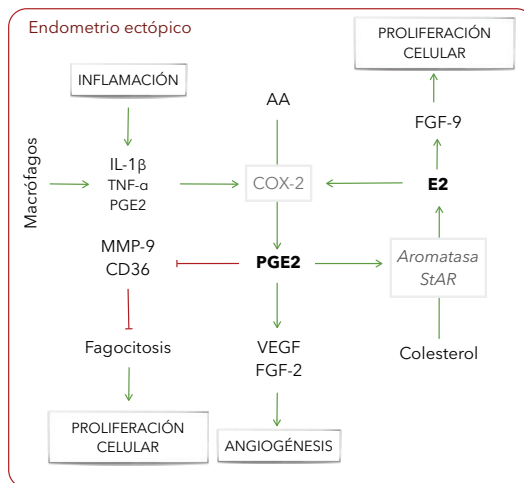 Endometrio ectópico
PROLIFERACIÓN
CELULAR
INFLAMACIÓN
AA
FGF-9
Macrófagos
IL-1β
TNF-α
PGE2
COX-2
E2
MMP-9
CD36
PGE2
Aromatasa
StAR
Fagocitosis
VEGF
FGF-2
Colesterol
PROLIFERACIÓN
CELULAR
ANGIOGÉNESIS